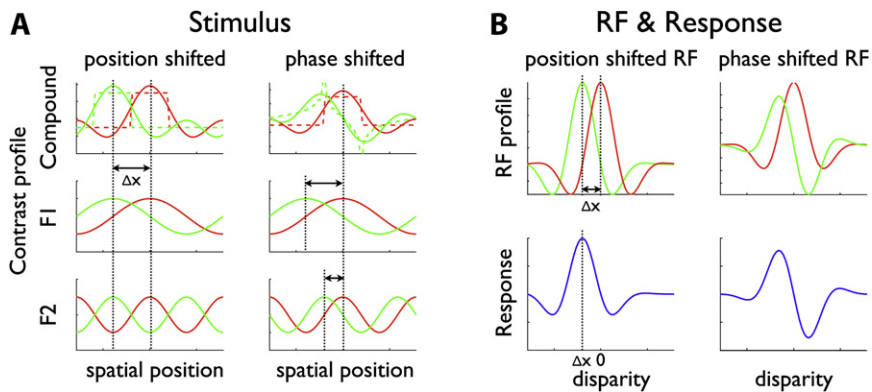 A
Stimulus
position shifted
phase shifted
Contrast profile
Compound
Δx
F1
F2
spatial position
spatial position
B
RF & Response
position shifted RF
phase shifted RF
RF profile
Δx
Response
Δx 0
disparity
disparity